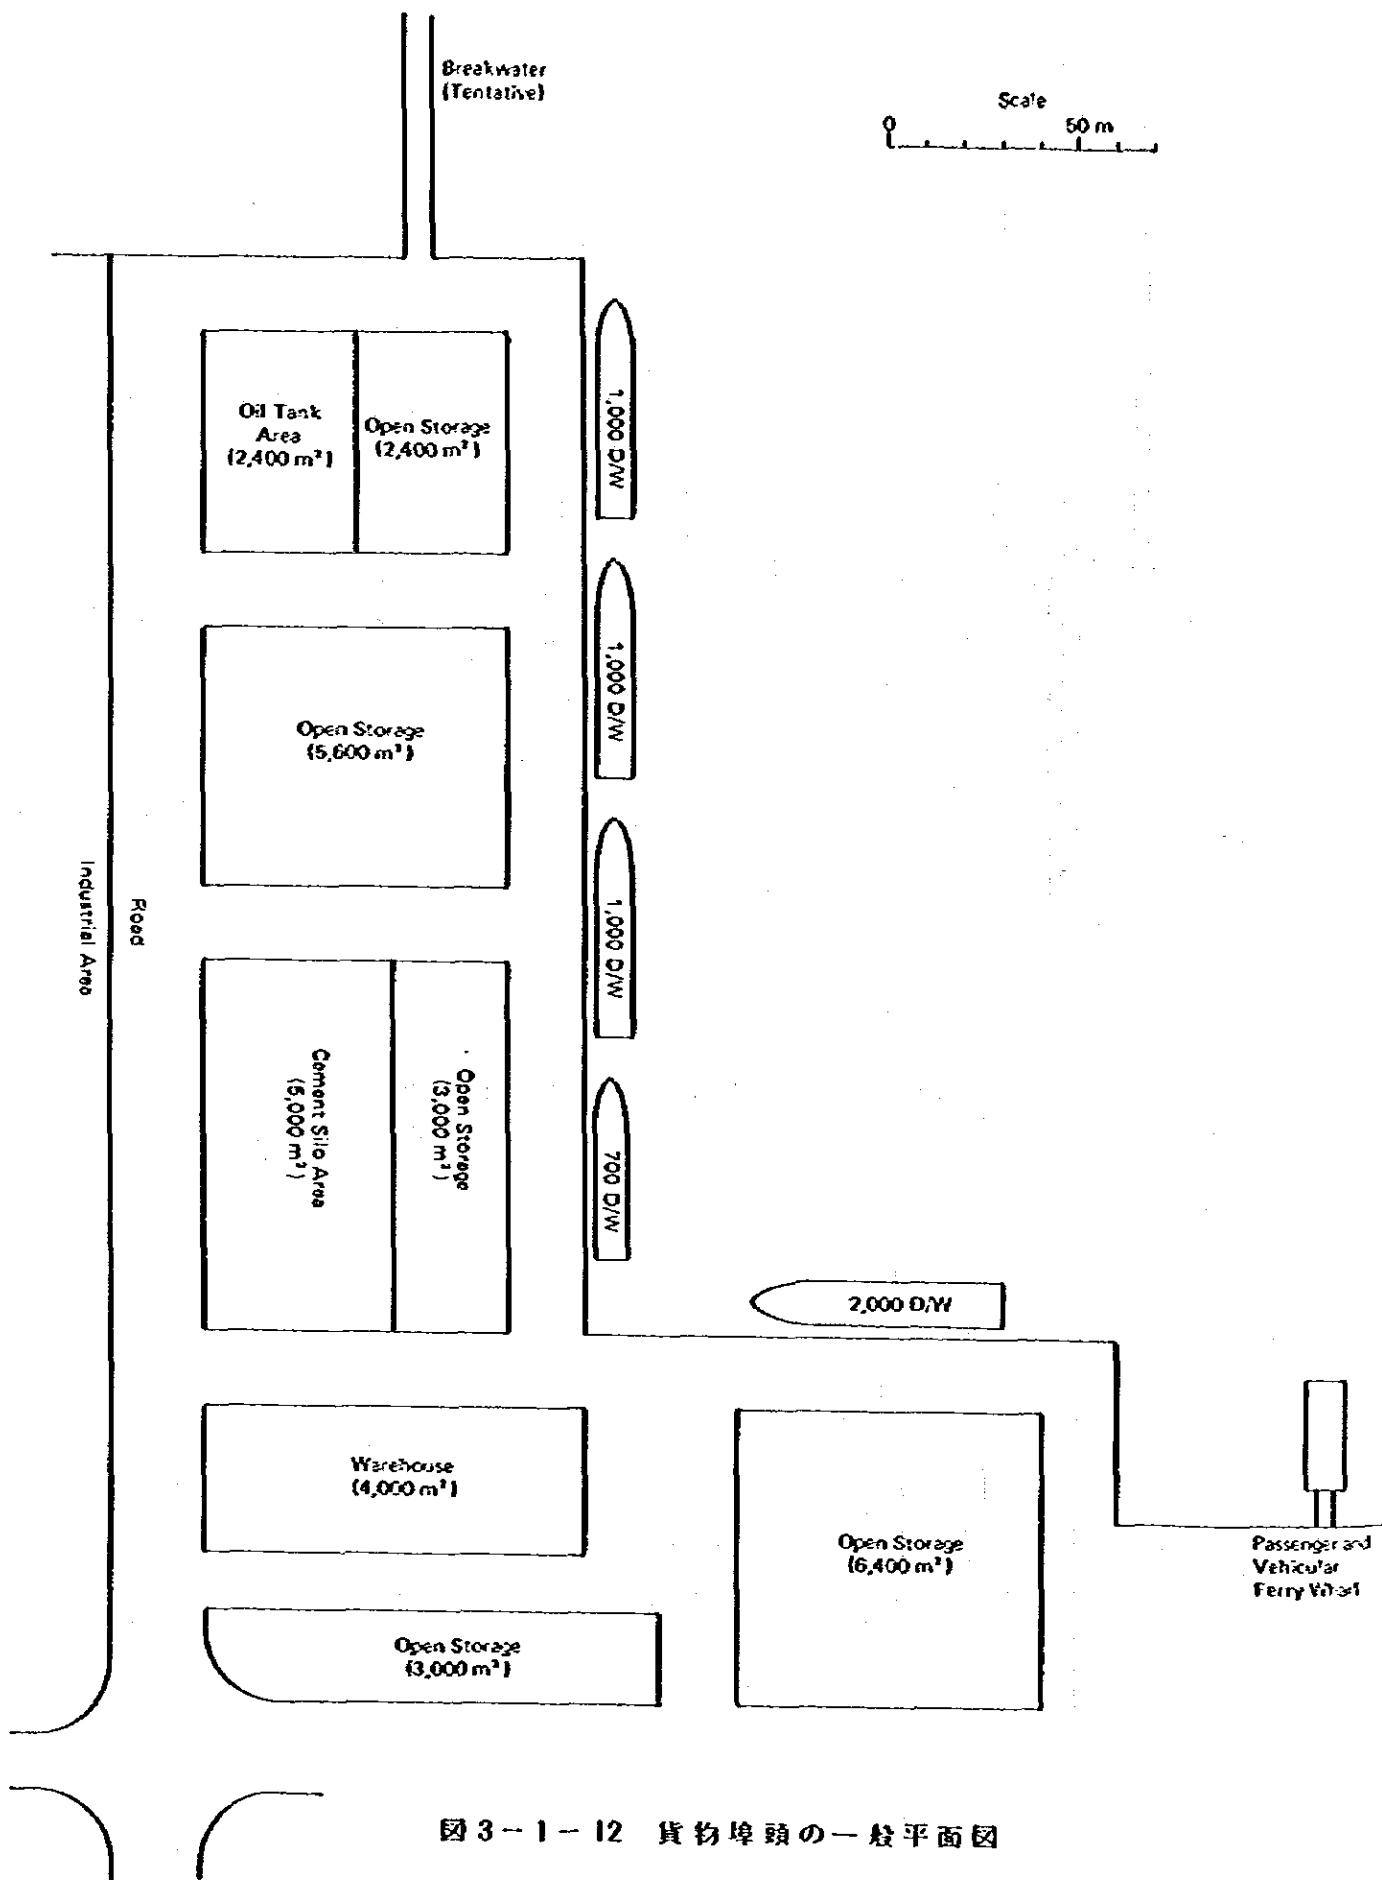 Breakwater
(Tentative)
Scale
0
50 m
Oil Tank
Area
(2,400 m²)
Open Storage
(2,400 m²)
1,000 D/W
1,000 D/W
Open Storage
(5,600 m²)
1,000 D/W
Industrial Area
Road
Cement Silo Area
(5,000 m²)
Open Storage
(3,000 m²)
700 D/W
2,000 D/W
Warehouse
(4,000 m²)
Open Storage
(6,400 m²)
Passenger and
Vehicular
Ferry Wharf
Open Storage
(3,000 m²)
図3-1-12 貨物埠頭の一般平面図